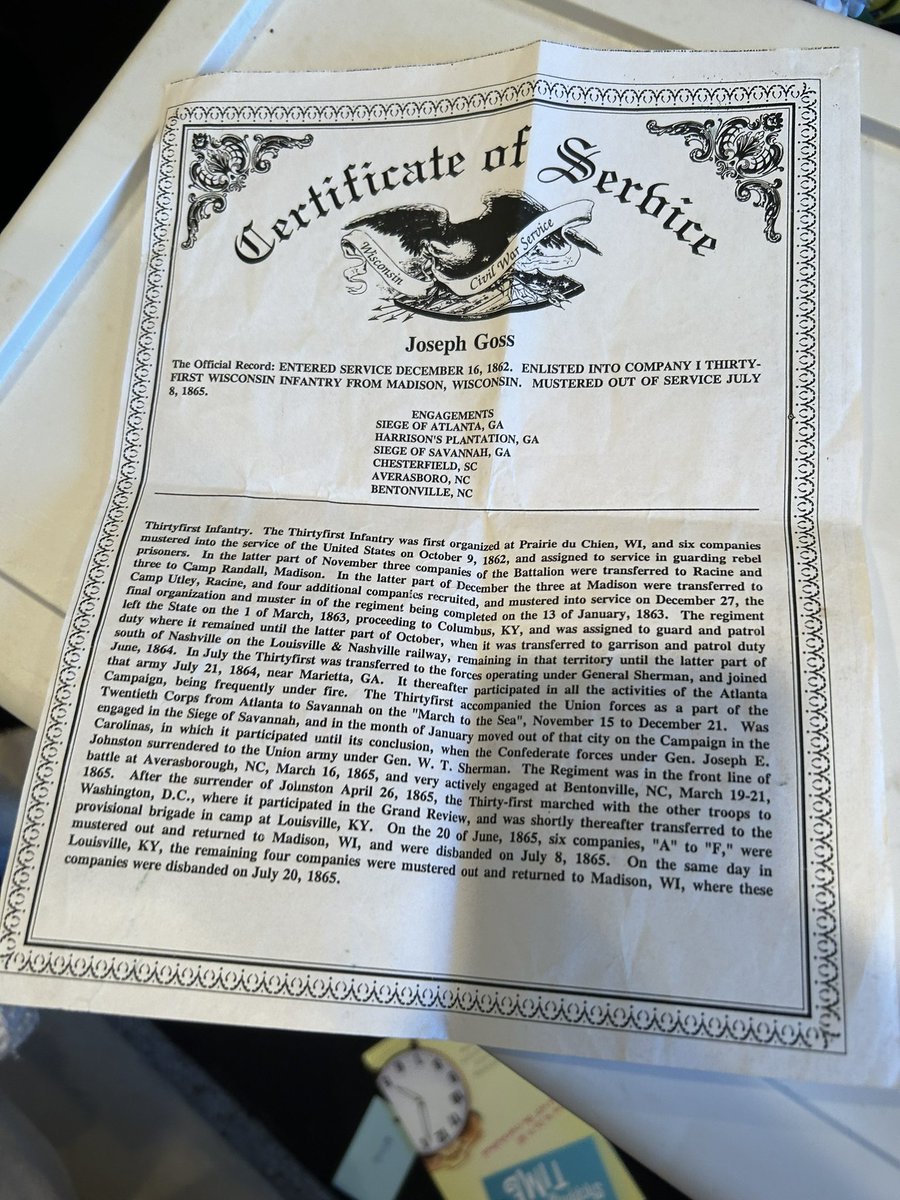 Certificate of Service
Wisconsin
Civil War Service
Joseph Goss
The Official Record: ENTERED SERVICE DECEMBER 16, 1862. ENLISTED INTO COMPANY I THIRTY-
FIRST WISCONSIN INFANTRY FROM MADISON, WISCONSIN. MUSTERED OUT OF SERVICE JULY
8, 1865.
ENGAGEMENTS
SIEGE OF ATLANTA, GA
HARRISON'S PLANTATION, GA
SIEGE OF SAVANNAH, GA
CHESTERFIELD, SC
AVERASBORO, NC
BENTONVILLE, NC
Thirtyfirst Infantry. The Thirtyfirst Infantry was first organized at Prairie du Chien, WI, and six companies
mustered into the service of the United States on October 9, 1862, and assigned to service in guarding rebel
prisoners. In the latter part of November three companies of the Battalion were transferred to Racine and
three to Camp Randall, Madison. In the latter part of December the three at Madison were transferred to
Camp Utley, Racine, and four additional companies recruited, and mustered into service on December 27, the
final organization and muster in of the regiment being completed on the 13 of January, 1863. The regiment
left the State on the 1 of March, 1863, proceeding to Columbus, KY, and was assigned to guard and patrol
duty where it remained until the latter part of October, when it was transferred to garrison and patrol duty
south of Nashville on the Louisville & Nashville railway, remaining in that territory until the latter part of
June, 1864. In July the Thirtyfirst was transferred to the forces operating under General Sherman, and joined
that army July 21, 1864, near Marietta, GA. It thereafter participated in all the activities of the Atlanta
Campaign, being frequently under fire. The Thirtyfirst accompanied the Union forces as a part of the
Twentieth Corps from Atlanta to Savannah on the "March to the Sea", November 15 to December 21. Was
engaged in the Siege of Savannah, and in the month of January moved out of that city on the Campaign in the
Carolinas, in which it participated until its conclusion, when the Confederate forces under Gen. Joseph E.
Johnston surrendered to the Union army under Gen. W. T. Sherman. The Regiment was in the front line of
battle at Averasborough, NC, March 16, 1865, and very actively engaged at Bentonville, NC, March 19-21,
1865. After the surrender of Johnston April 26, 1865, the Thirty-first marched with the other troops to
Washington, D.C., where it participated in the Grand Review, and was shortly thereafter transferred to the
provisional brigade in camp at Louisville, KY. On the 20 of June, 1865, six companies, "A" to "F," were
mustered out and returned to Madison, WI, and were disbanded on July 8, 1865. On the same day in
Louisville, KY, the remaining four companies were mustered out and returned to Madison, WI, where these
companies were disbanded on July 20, 1865.
TIME